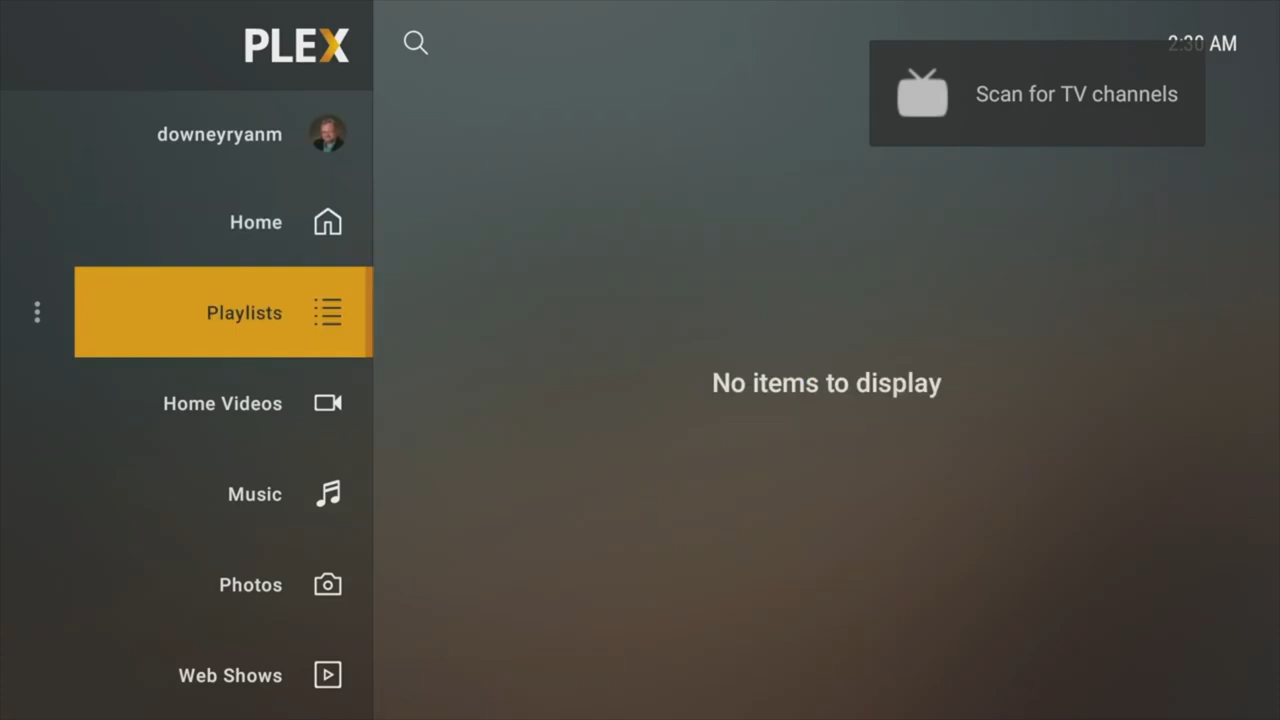 PLEX
2:30 AM
Scan for TV channels
downeyryanm
Home
Playlists
Home Videos
Music
Photos
Web Shows
No items to display